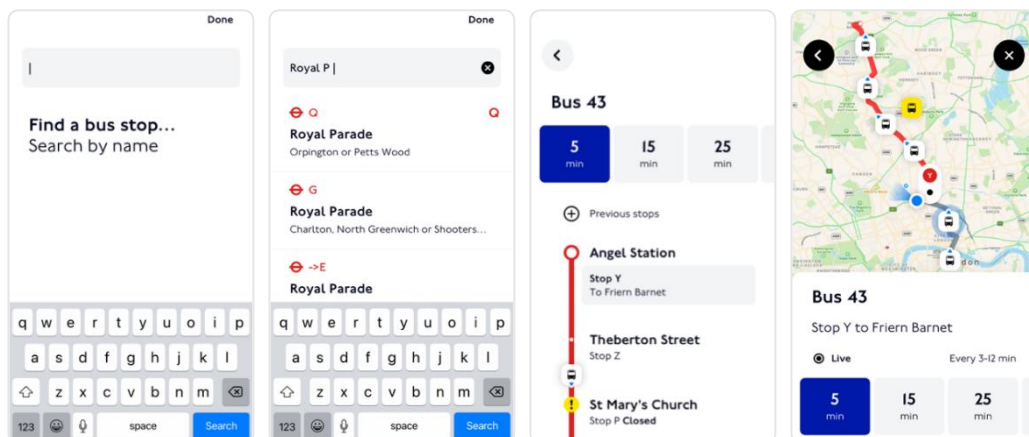 Done
Find a bus stop...
Search by name
q w e r t y u o i p
a s d f g h j k l
z x c v b n m
123 space Search
Done
Royal P
Q Q
Royal Parade
Orpington or Petts Wood
G
Royal Parade
Charlton, North Greenwich or Shooters...
->E
Royal Parade
q w e r t y u o i p
a s d f g h j k l
z x c v b n m
123 space Search
Bus 43
5 15 25
min min min
Previous stops
Angel Station
Stop Y
To Friern Barnet
Theberton Street
Stop Z
!
St Mary's Church
Stop P Closed
Y
Bus 43
Stop Y to Friern Barnet
Live Every 3-12 min
5 15 25
min min min